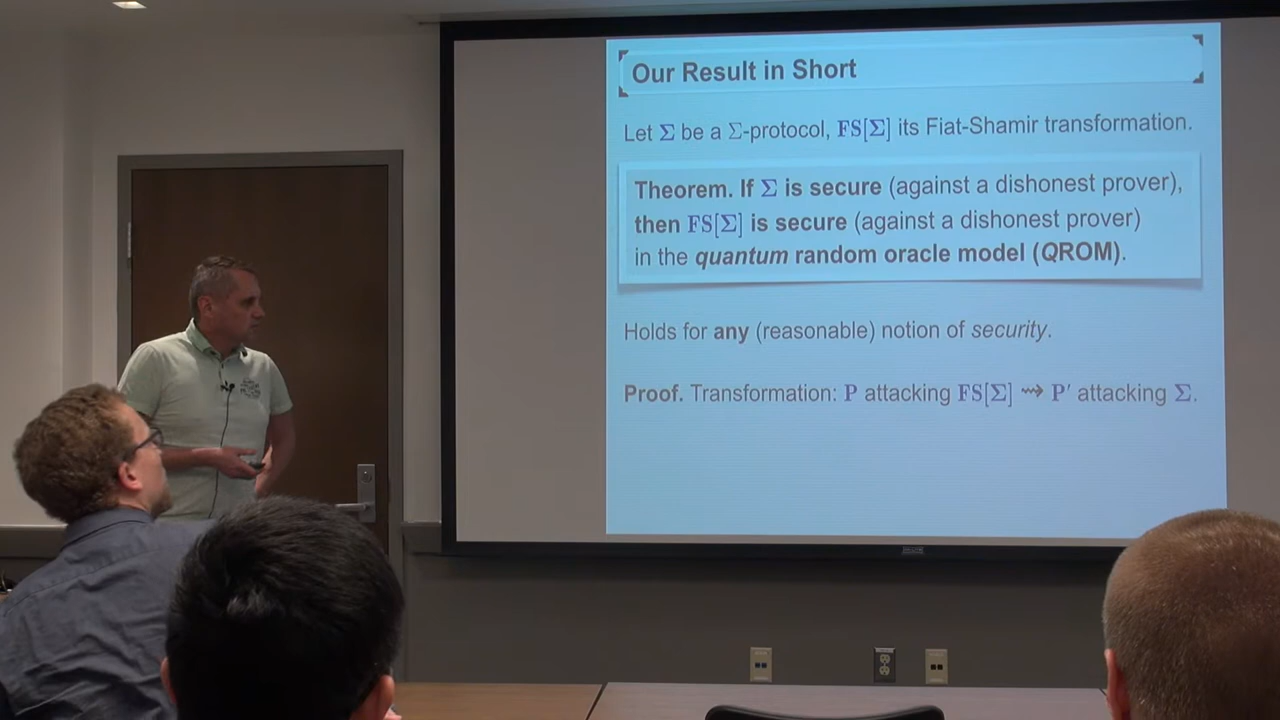 Our Result in Short
Let Σ be a Σ-protocol, FS[Σ] its Fiat-Shamir transformation.
Theorem. If Σ is secure (against a dishonest prover),
then FS[Σ] is secure (against a dishonest prover)
in the quantum random oracle model (QROM).
Holds for any (reasonable) notion of security.
Proof. Transformation: P attacking FS[Σ] ⇝ P′ attacking Σ.